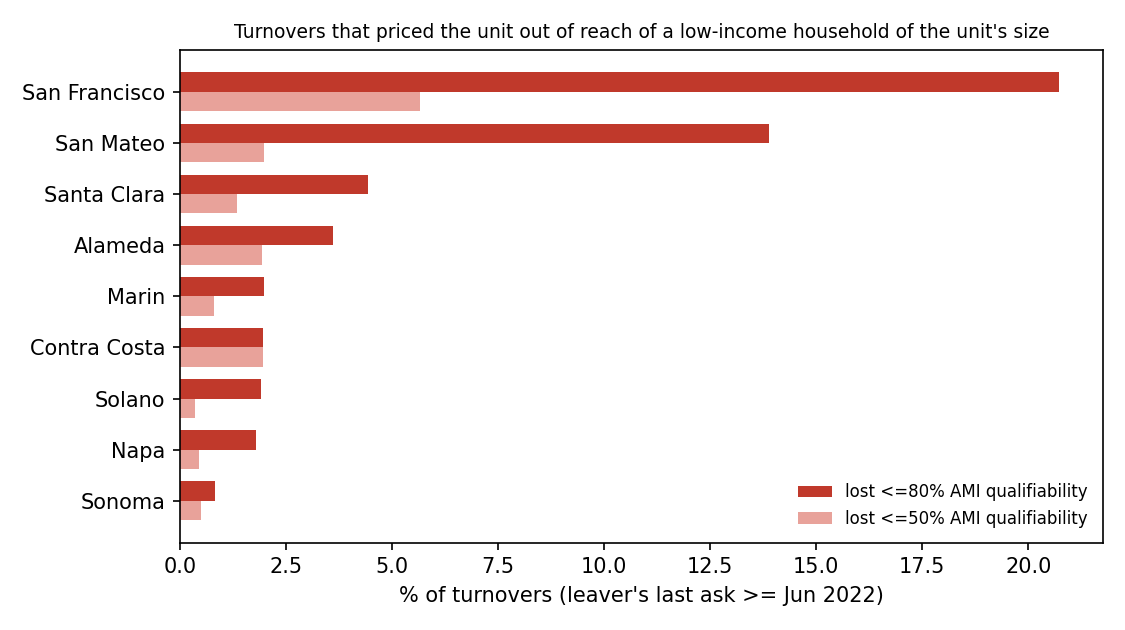 Turnovers that priced the unit out of reach of a low-income household of the unit's size
San Francisco
San Mateo
Santa Clara
Alameda
Marin
Contra Costa
Solano
Napa
Sonoma
lost <=80% AMI qualifiability
lost <=50% AMI qualifiability
0.0 2.5 5.0 7.5 10.0 12.5 15.0 17.5 20.0
% of turnovers (leaver's last ask >= Jun 2022)